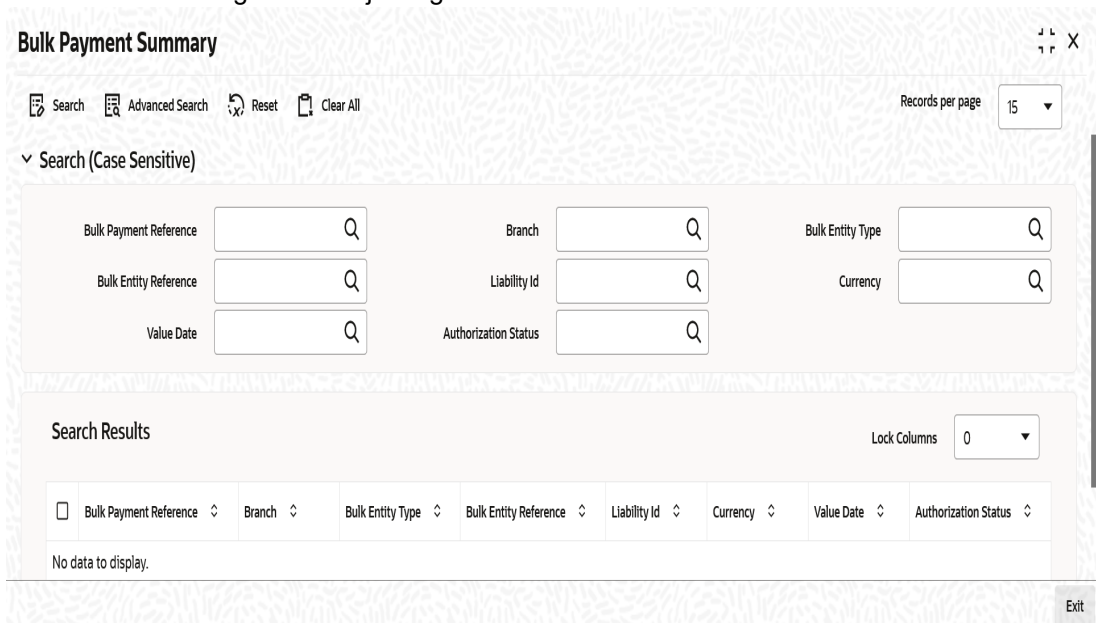 Bulk Payment Summary
Search Advanced Search Reset Clear All Records per page 15
Search (Case Sensitive)
Bulk Payment Reference Branch Bulk Entity Type
Bulk Entity Reference Liability Id Currency
Value Date Authorization Status
Search Results Lock Columns 0
Bulk Payment Reference Branch Bulk Entity Type Bulk Entity Reference Liability Id Currency Value Date Authorization Status
No data to display.
Exit